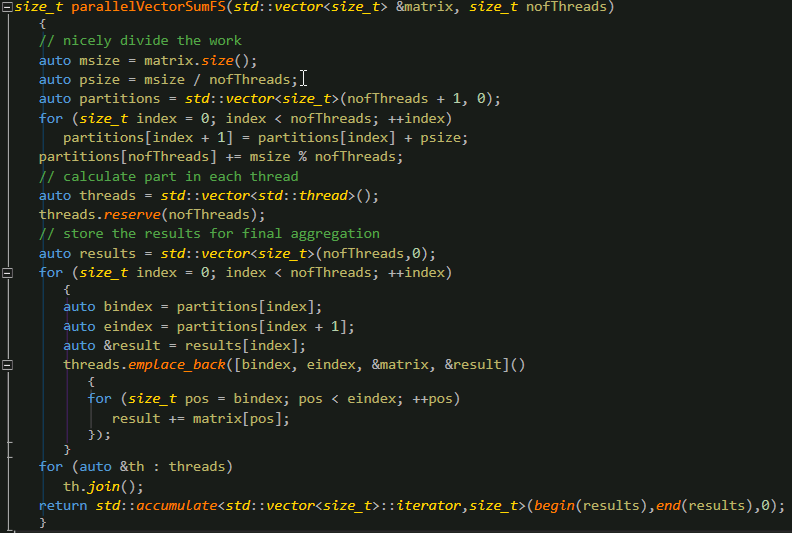 size_t parallelVectorSumFS(std::vector<size_t> &matrix, size_t nofThreads)
{
// nicely divide the work
auto msize = matrix.size();
auto psize = msize / nofThreads;
auto partitions = std::vector<size_t>(nofThreads + 1, 0);
for (size_t index = 0; index < nofThreads; ++index)
partitions[index + 1] = partitions[index] + psize;
partitions[nofThreads] += msize % nofThreads;
// calculate part in each thread
auto threads = std::vector<std::thread>();
threads.reserve(nofThreads);
// store the results for final aggregation
auto results = std::vector<size_t>(nofThreads,0);
for (size_t index = 0; index < nofThreads; ++index)
{
auto bindex = partitions[index];
auto eindex = partitions[index + 1];
auto &result = results[index];
threads.emplace_back([bindex, eindex, &matrix, &result]()
{
for (size_t pos = bindex; pos < eindex; ++pos)
result += matrix[pos];
});
}
for (auto &th : threads)
th.join();
return std::accumulate<std::vector<size_t>::iterator,size_t>(begin(results),end(results),0);
}